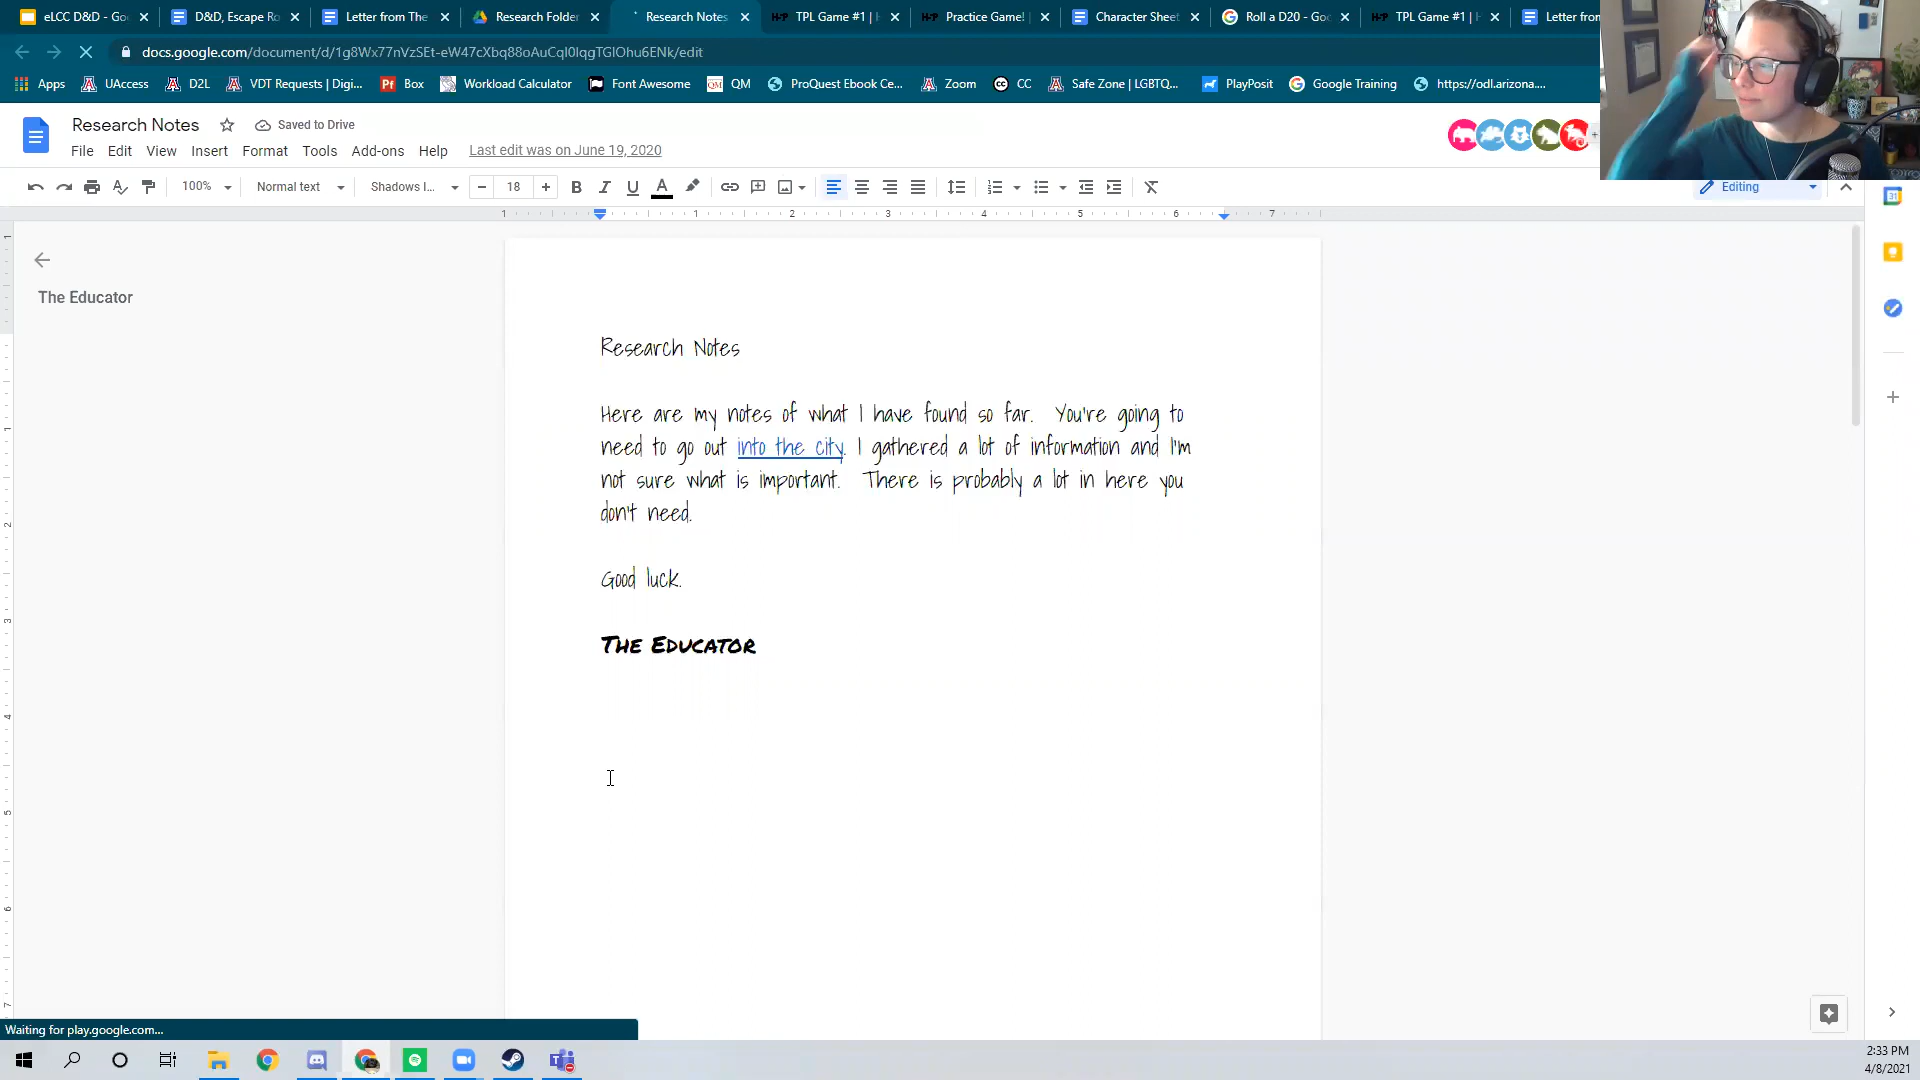 eLCC D&D - Goo
D&D, Escape Ro
Letter from The
Research Folder
Research Notes
TPL Game #1 | H
Practice Game! |
Character Sheet
Roll a D20 - Goo
TPL Game #1 | H
Letter from
docs.google.com/document/d/1g8Wx77nVzSEt-eW47cXbq88oAuCqI0lqgTGlOhu6ENk/edit
Apps
UAccess
D2L
VDT Requests | Digi...
Box
Workload Calculator
Font Awesome
QM
ProQuest Ebook Ce...
Zoom
CC
Safe Zone | LGBTQ...
PlayPosit
Google Training
https://odl.arizona....
Research Notes
Saved to Drive
File Edit View Insert Format Tools Add-ons Help
Last edit was on June 19, 2020
100%
Normal text
Shadows I...
18
Editing
The Educator
Research Notes
Here are my notes of what I have found so far. You're going to
need to go out into the city. I gathered a lot of information and I'm
not sure what is important. There is probably a lot in here you
don't need.
Good luck.
THE EDUCATOR
Waiting for play.google.com...
2:33 PM
4/8/2021